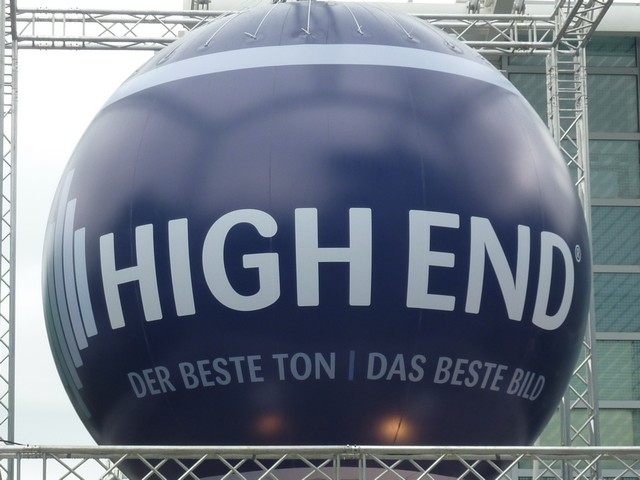 HIGH END®
DER BESTE TON | DAS BESTE BILD